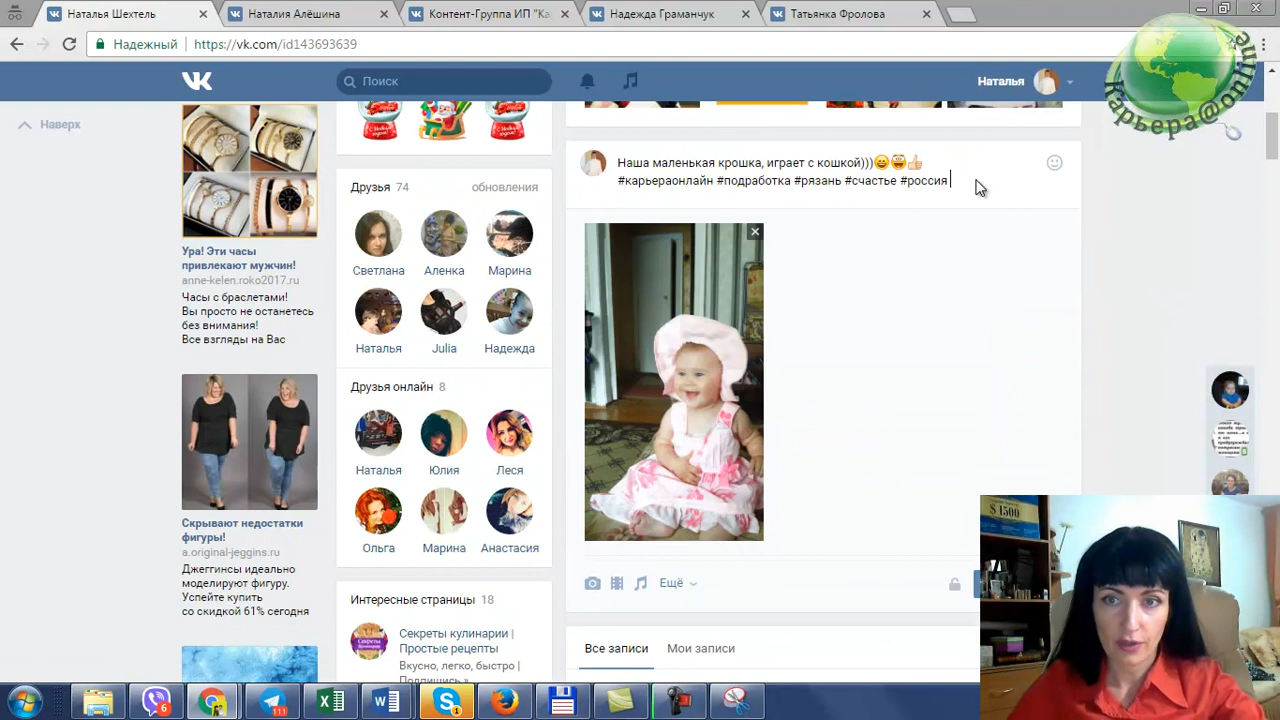 Наталья Шехтель
Наталия Алёшина
Контент-Группа ИП "Ка
Надежда Граманчук
Татьянка Фролова
Надежный
https://vk.com/id143693639
Поиск
Наталья
Карьера@онлайн
Наверх
Ура! Эти часы
привлекают мужчин!
anne-kelen.roko2017.ru
Часы с браслетами!
Вы просто не останетесь
без внимания!
Все взгляды на Вас
Скрывают недостатки
фигуры!
a.original-jeggins.ru
Джеггинсы идеально
моделируют фигуру.
Успейте купить
со скидкой 61% сегодня
Друзья 74
обновления
Светлана
Аленка
Марина
Наталья
Julia
Надежда
Друзья онлайн 8
Наталья
Юлия
Леся
Ольга
Марина
Анастасия
Интересные страницы 18
Секреты кулинарии |
Простые рецепты
Вкусно, легко, быстро |
Подпишись ~
Наша маленькая крошка, играет с кошкой)))😄😝👍
#карьераонлайн #подработка #рязань #счастье #россия
Ещё
Все записи
Мои записи
$ 1500